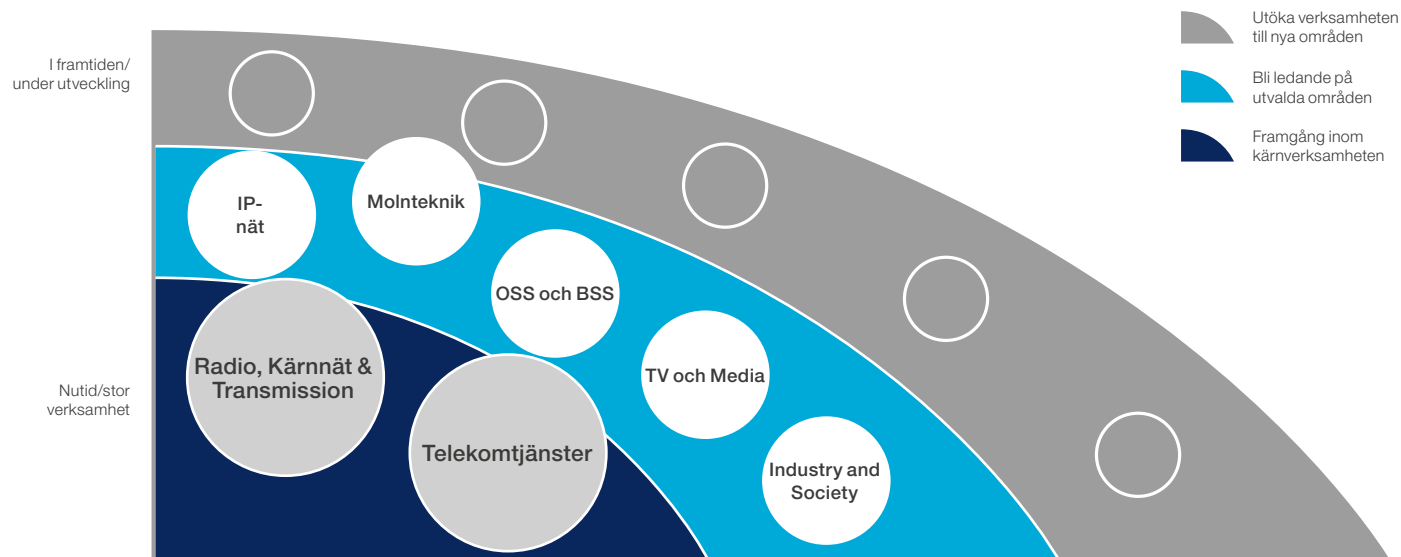 Utöka verksamheten
till nya områden
I framtiden/
under utveckling
Bli ledande på
utvalda områden
Framgång inom
kärnverksamheten
IP-
nät
Molnteknik
OSS och BSS
Radio, Kärnnät &
Transmission
TV och Media
Nutid/stor
verksamhet
Telekomtjänster
Industry and
Society